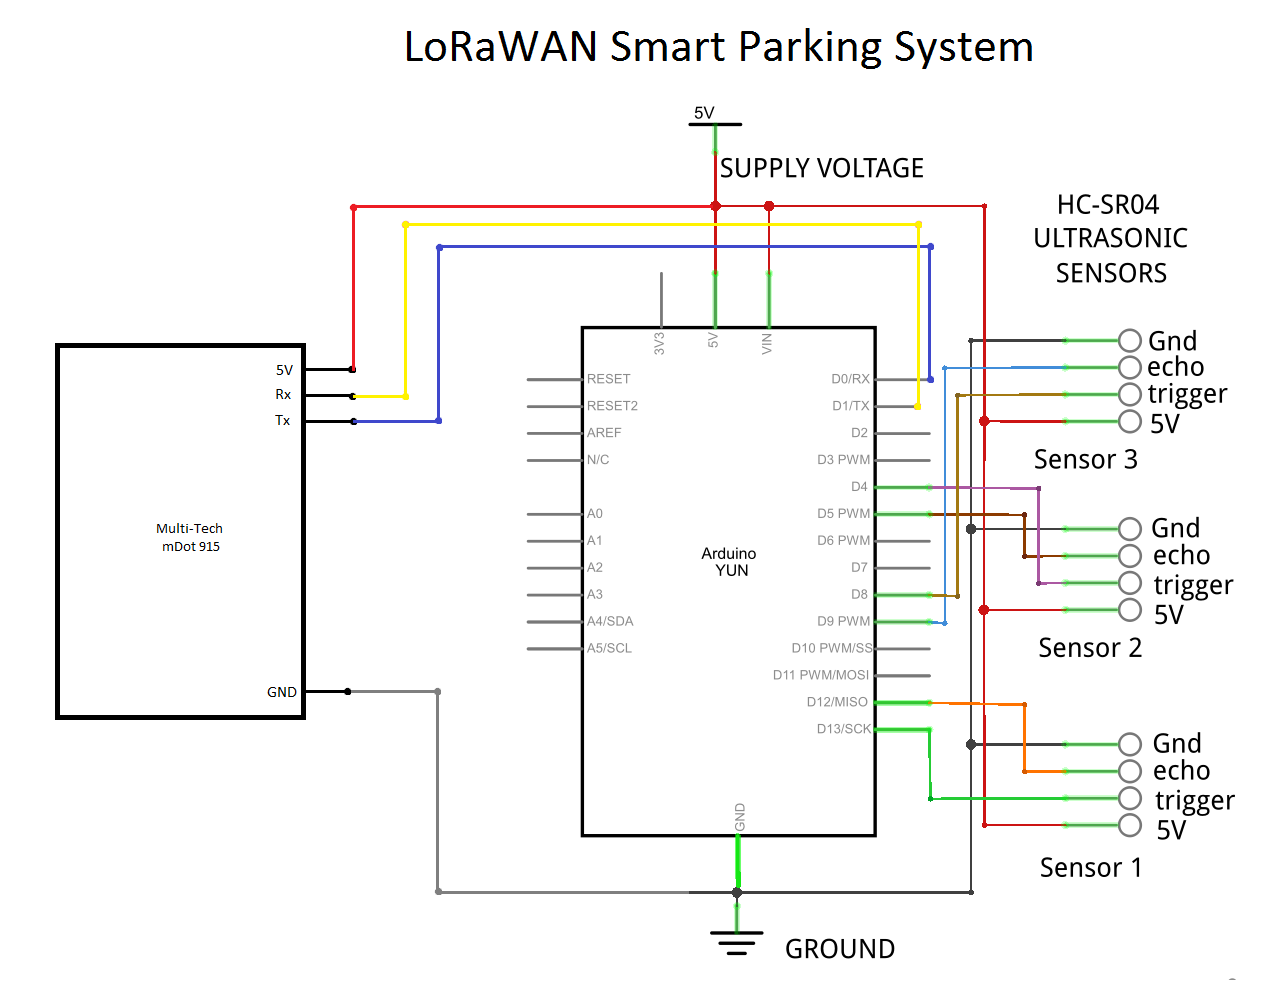 LoRaWAN Smart Parking System
5V
SUPPLY VOLTAGE
HC-SR04
ULTRASONIC
SENSORS
5V
Rx
Tx
Multi-Tech
mDot 915
GND
3V3
5V
VIN
RESET
RESET2
AREF
N/C
A0
A1
A2
A3
A4/SDA
A5/SCL
Arduino
YUN
D0/RX
D1/TX
D2
D3 PWM
D4
D5 PWM
D6 PWM
D7
D8
D9 PWM
D10 PWM/SS
D11 PWM/MOSI
D12/MISO
D13/SCK
GND
Gnd
echo
trigger
5V
Sensor 3
Gnd
echo
trigger
5V
Sensor 2
Gnd
echo
trigger
5V
Sensor 1
GROUND